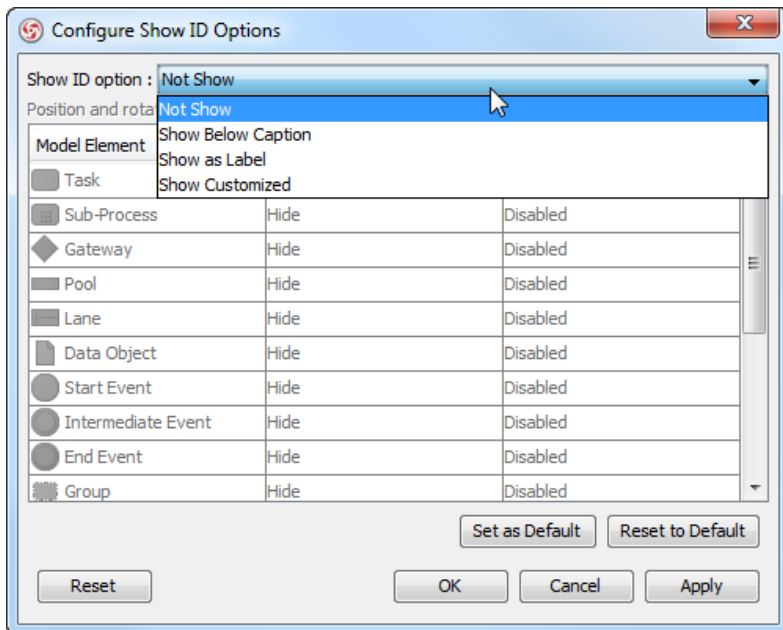 Configure Show ID Options
Show ID option : Not Show
Position and rota
Not Show
Show Below Caption
Show as Label
Show Customized
Model Element
Task
Sub-Process Hide Disabled
Gateway Hide Disabled
Pool Hide Disabled
Lane Hide Disabled
Data Object Hide Disabled
Start Event Hide Disabled
Intermediate Event Hide Disabled
End Event Hide Disabled
Group Hide Disabled
Set as Default Reset to Default
Reset OK Cancel Apply